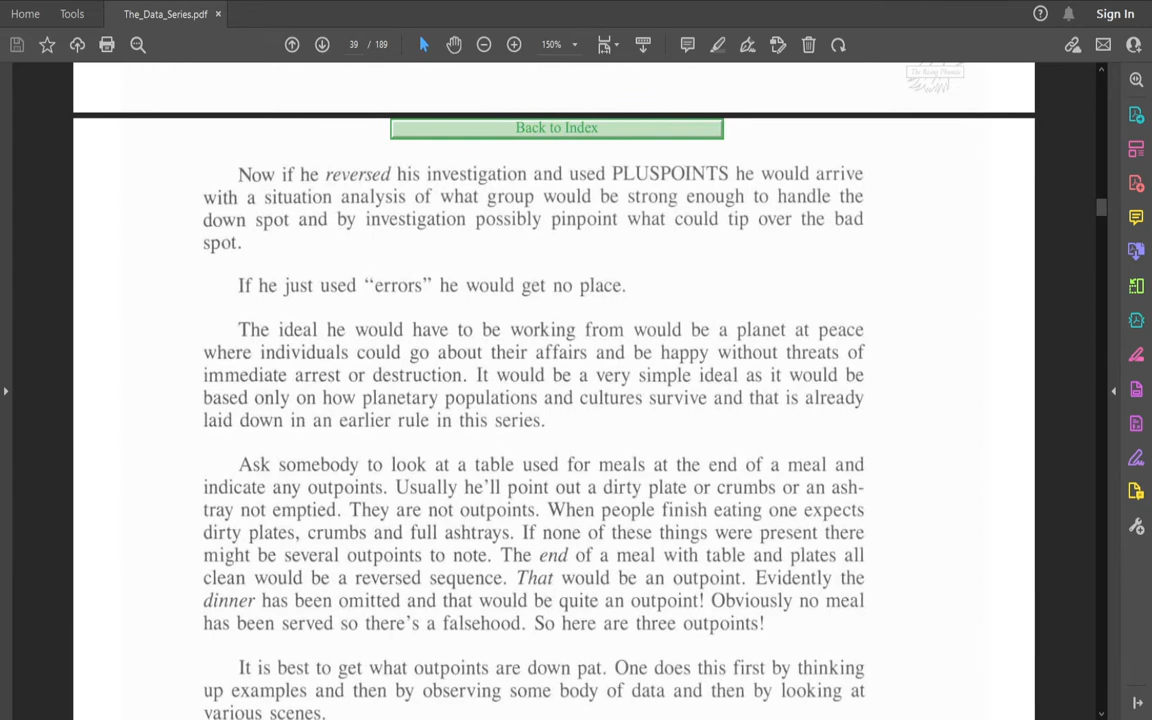 Home Tools The_Data_Series.pdf × Sign In
39 / 189 150%
The Rising Phoenix
Back to Index
Now if he reversed his investigation and used PLUSPOINTS he would arrive
with a situation analysis of what group would be strong enough to handle the
down spot and by investigation possibly pinpoint what could tip over the bad
spot.
If he just used “errors” he would get no place.
The ideal he would have to be working from would be a planet at peace
where individuals could go about their affairs and be happy without threats of
immediate arrest or destruction. It would be a very simple ideal as it would be
based only on how planetary populations and cultures survive and that is already
laid down in an earlier rule in this series.
Ask somebody to look at a table used for meals at the end of a meal and
indicate any outpoints. Usually he’ll point out a dirty plate or crumbs or an ash-
tray not emptied. They are not outpoints. When people finish eating one expects
dirty plates, crumbs and full ashtrays. If none of these things were present there
might be several outpoints to note. The end of a meal with table and plates all
clean would be a reversed sequence. That would be an outpoint. Evidently the
dinner has been omitted and that would be quite an outpoint! Obviously no meal
has been served so there’s a falsehood. So here are three outpoints!
It is best to get what outpoints are down pat. One does this first by thinking
up examples and then by observing some body of data and then by looking at
various scenes.